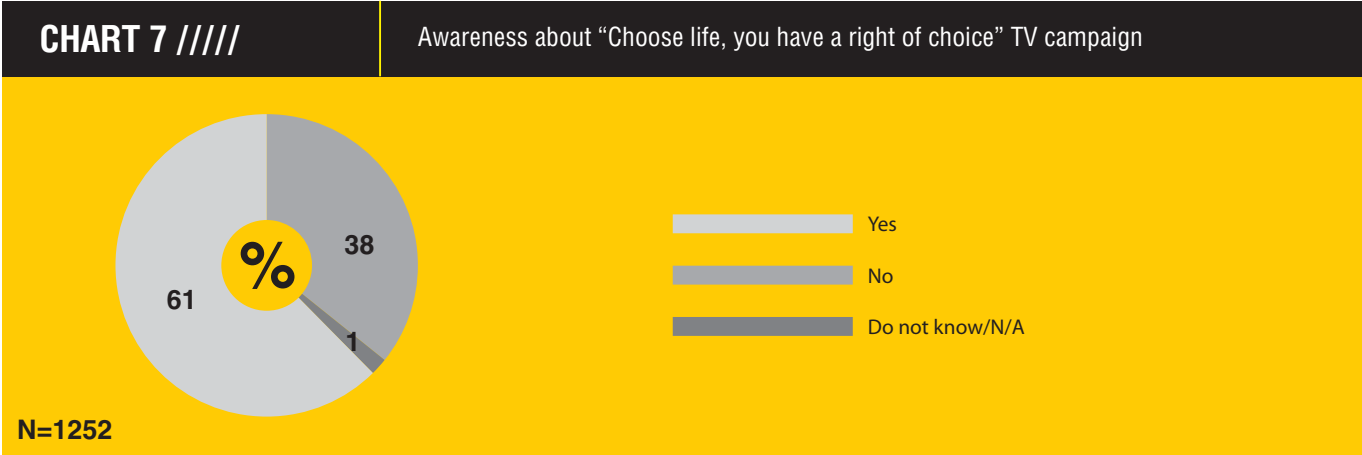 CHART 7 /////
Awareness about “Choose life, you have a right of choice” TV campaign
%
38
61
1
Yes
No
Do not know/N/A
N=1252